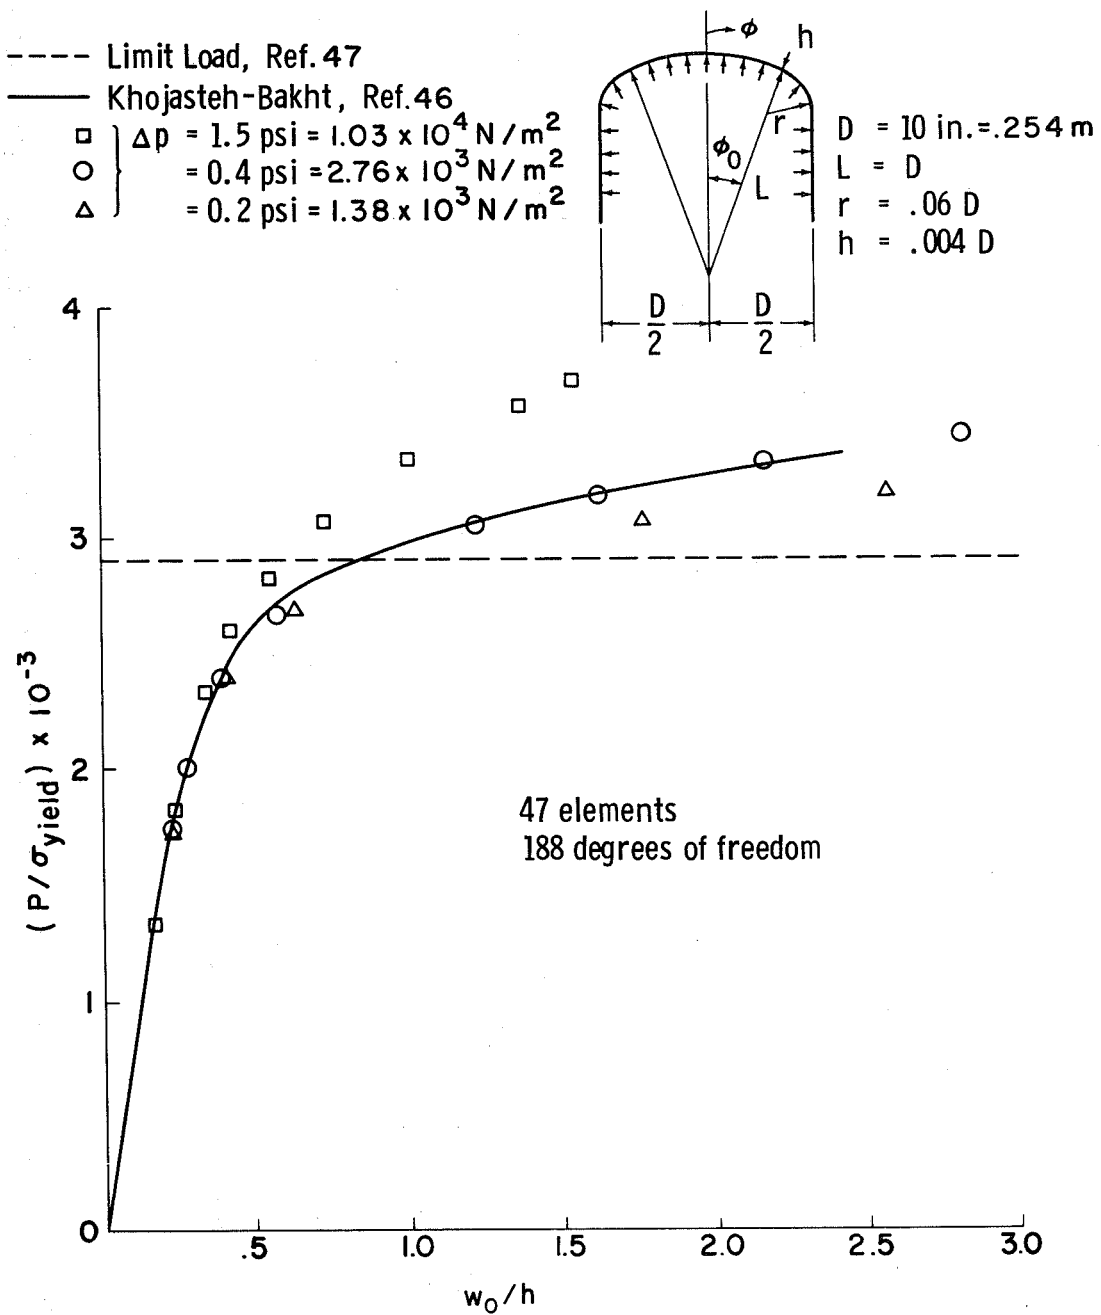 Limit Load, Ref. 47
Khojasteh-Bakht, Ref. 46
Δp = 1.5 psi = 1.03 x 10⁴ N/m²
= 0.4 psi = 2.76 x 10³ N/m²
= 0.2 psi = 1.38 x 10³ N/m²
ϕ
h
r
ϕ₀
L
D = 10 in. = .254 m
L = D
r = .06 D
h = .004 D
D/2
D/2
4
3
2
1
0
(P/σyield) x 10⁻³
47 elements
188 degrees of freedom
.5
1.0
1.5
2.0
2.5
3.0
w₀/h